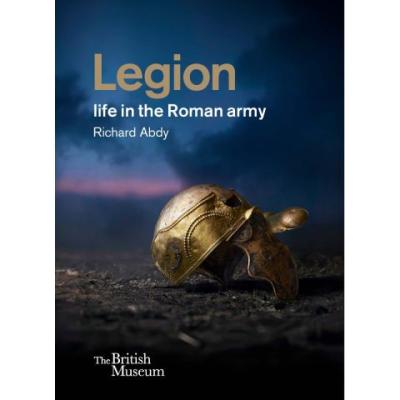 Legion
life in the Roman army
Richard Abdy
The British
Museum